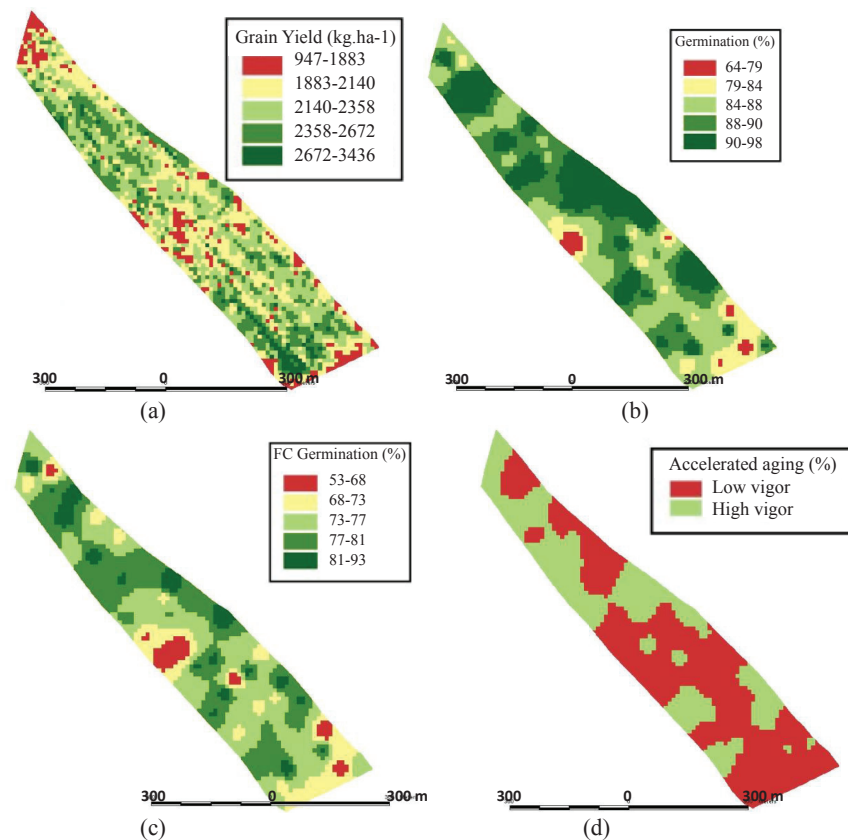 Grain Yield (kg.ha-1)
947-1883
1883-2140
2140-2358
2358-2672
2672-3436
300 0 300 m
(a)
Germination (%)
64-79
79-84
84-88
88-90
90-98
300 0 300 m
(b)
FC Germination (%)
53-68
68-73
73-77
77-81
81-93
300 0 300 m
(c)
Accelerated aging (%)
Low vigor
High vigor
300 0 300 m
(d)